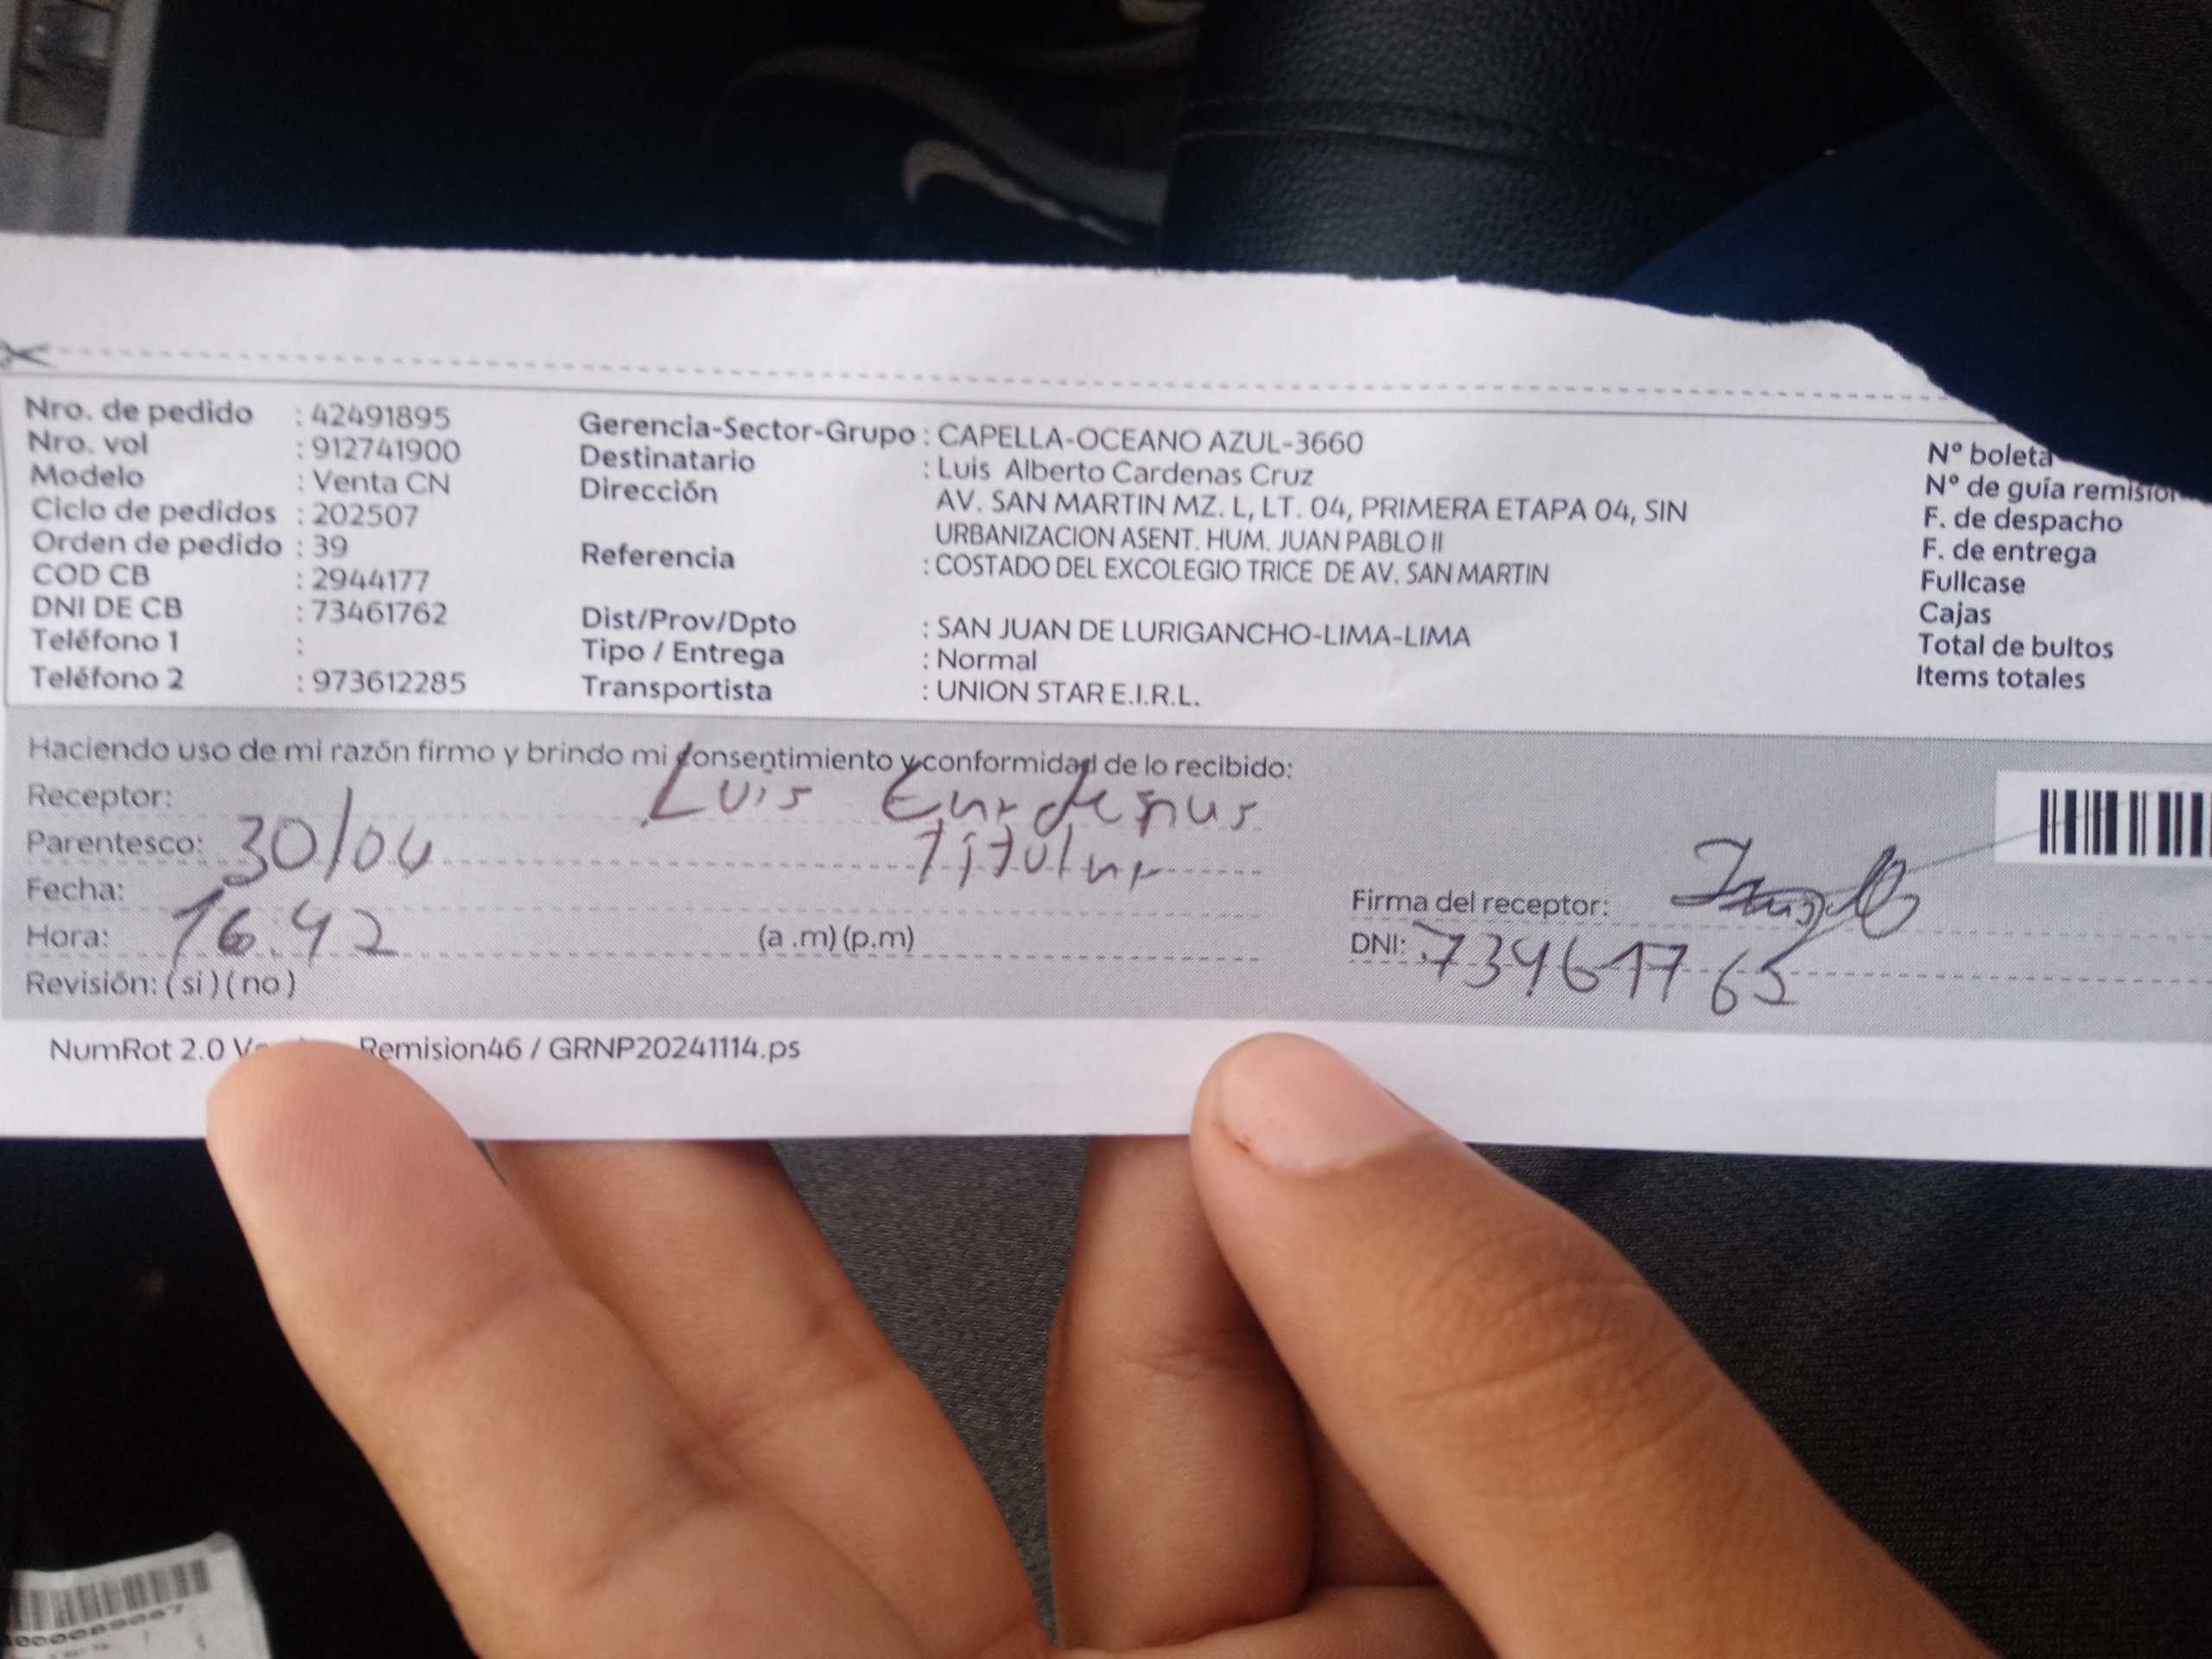 Nro. de pedido : 42491895
Nro. vol : 912741900
Modelo : Venta CN
Ciclo de pedidos : 202507
Orden de pedido : 39
COD CB : 2944177
DNI DE CB : 73461762
Teléfono 1 :
Teléfono 2 : 973612285
Gerencia-Sector-Grupo : CAPELLA-OCEANO AZUL-3660
Destinatario : Luis Alberto Cardenas Cruz
Dirección AV. SAN MARTIN MZ. L, LT. 04, PRIMERA ETAPA 04, SIN
URBANIZACION ASENT. HUM. JUAN PABLO II
Referencia : COSTADO DEL EXCOLEGIO TRICE DE AV. SAN MARTIN
Dist/Prov/Dpto : SAN JUAN DE LURIGANCHO-LIMA-LIMA
Tipo / Entrega : Normal
Transportista : UNION STAR E.I.R.L.
N° boleta
N° de guía remisión
F. de despacho
F. de entrega
Fullcase
Cajas
Total de bultos
Items totales
Haciendo uso de mi razón firmo y brindo mi consentimiento y conformidad de lo recibido:
Receptor: Luis Cardenas
Parentesco: 30/04 Titular
Fecha:
Hora: 16:42 (a .m) (p.m)
Revisión: ( si ) ( no )
Firma del receptor:
DNI: 73461765
NumRot 2.0 Remision46 / GRNP20241114.ps